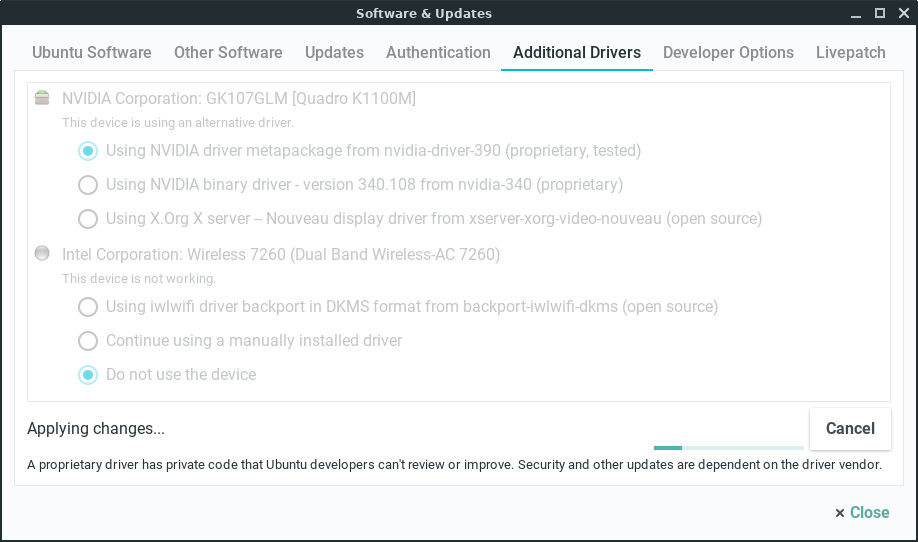 Software & Updates
Ubuntu Software Other Software Updates Authentication Additional Drivers Developer Options Livepatch
NVIDIA Corporation: GK107GLM [Quadro K1100M]
This device is using an alternative driver.
Using NVIDIA driver metapackage from nvidia-driver-390 (proprietary, tested)
Using NVIDIA binary driver - version 340.108 from nvidia-340 (proprietary)
Using X.Org X server – Nouveau display driver from xserver-xorg-video-nouveau (open source)
Intel Corporation: Wireless 7260 (Dual Band Wireless-AC 7260)
This device is not working.
Using iwlwifi driver backport in DKMS format from backport-iwlwifi-dkms (open source)
Continue using a manually installed driver
Do not use the device
Applying changes... Cancel
A proprietary driver has private code that Ubuntu developers can't review or improve. Security and other updates are dependent on the driver vendor.
Close